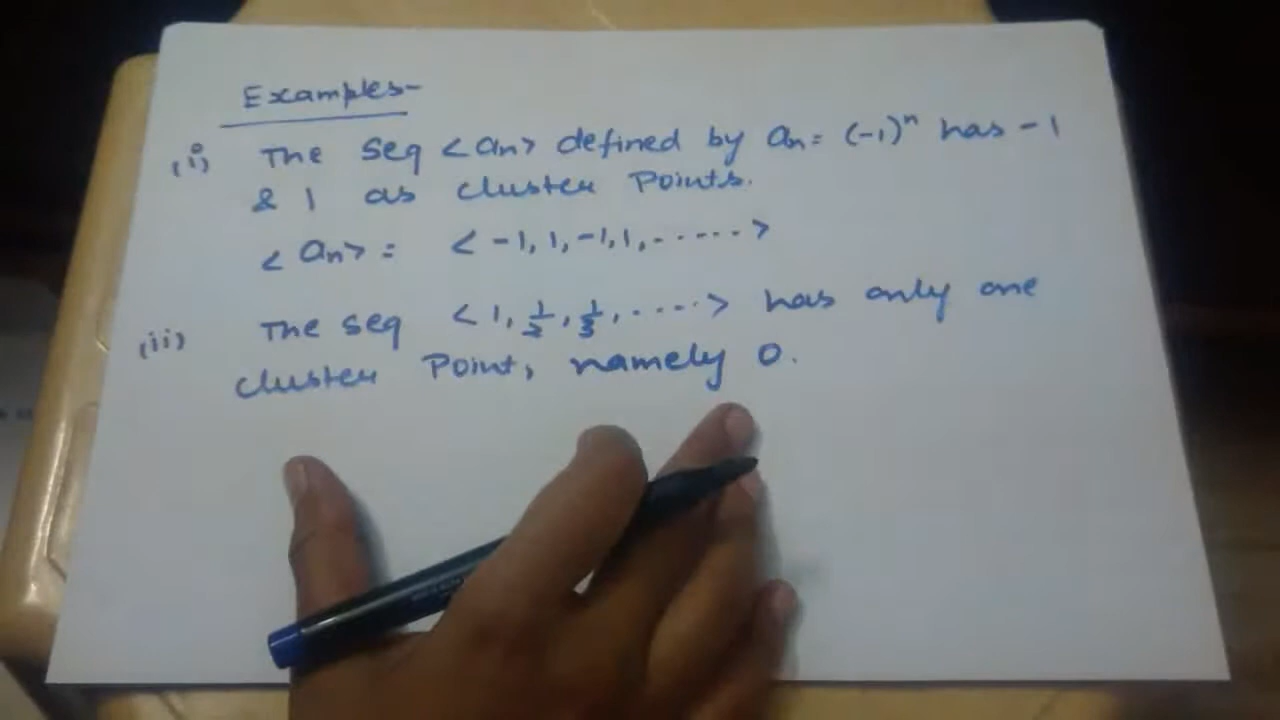 Examples-
(i) The Seq <an> defined by an = (-1)ⁿ has -1
& 1 as cluster Points.
<an> = <-1, 1, -1, 1, ......>
(ii) The seq <1, 1/2, 1/3, .....> has only one
cluster Point, namely 0.